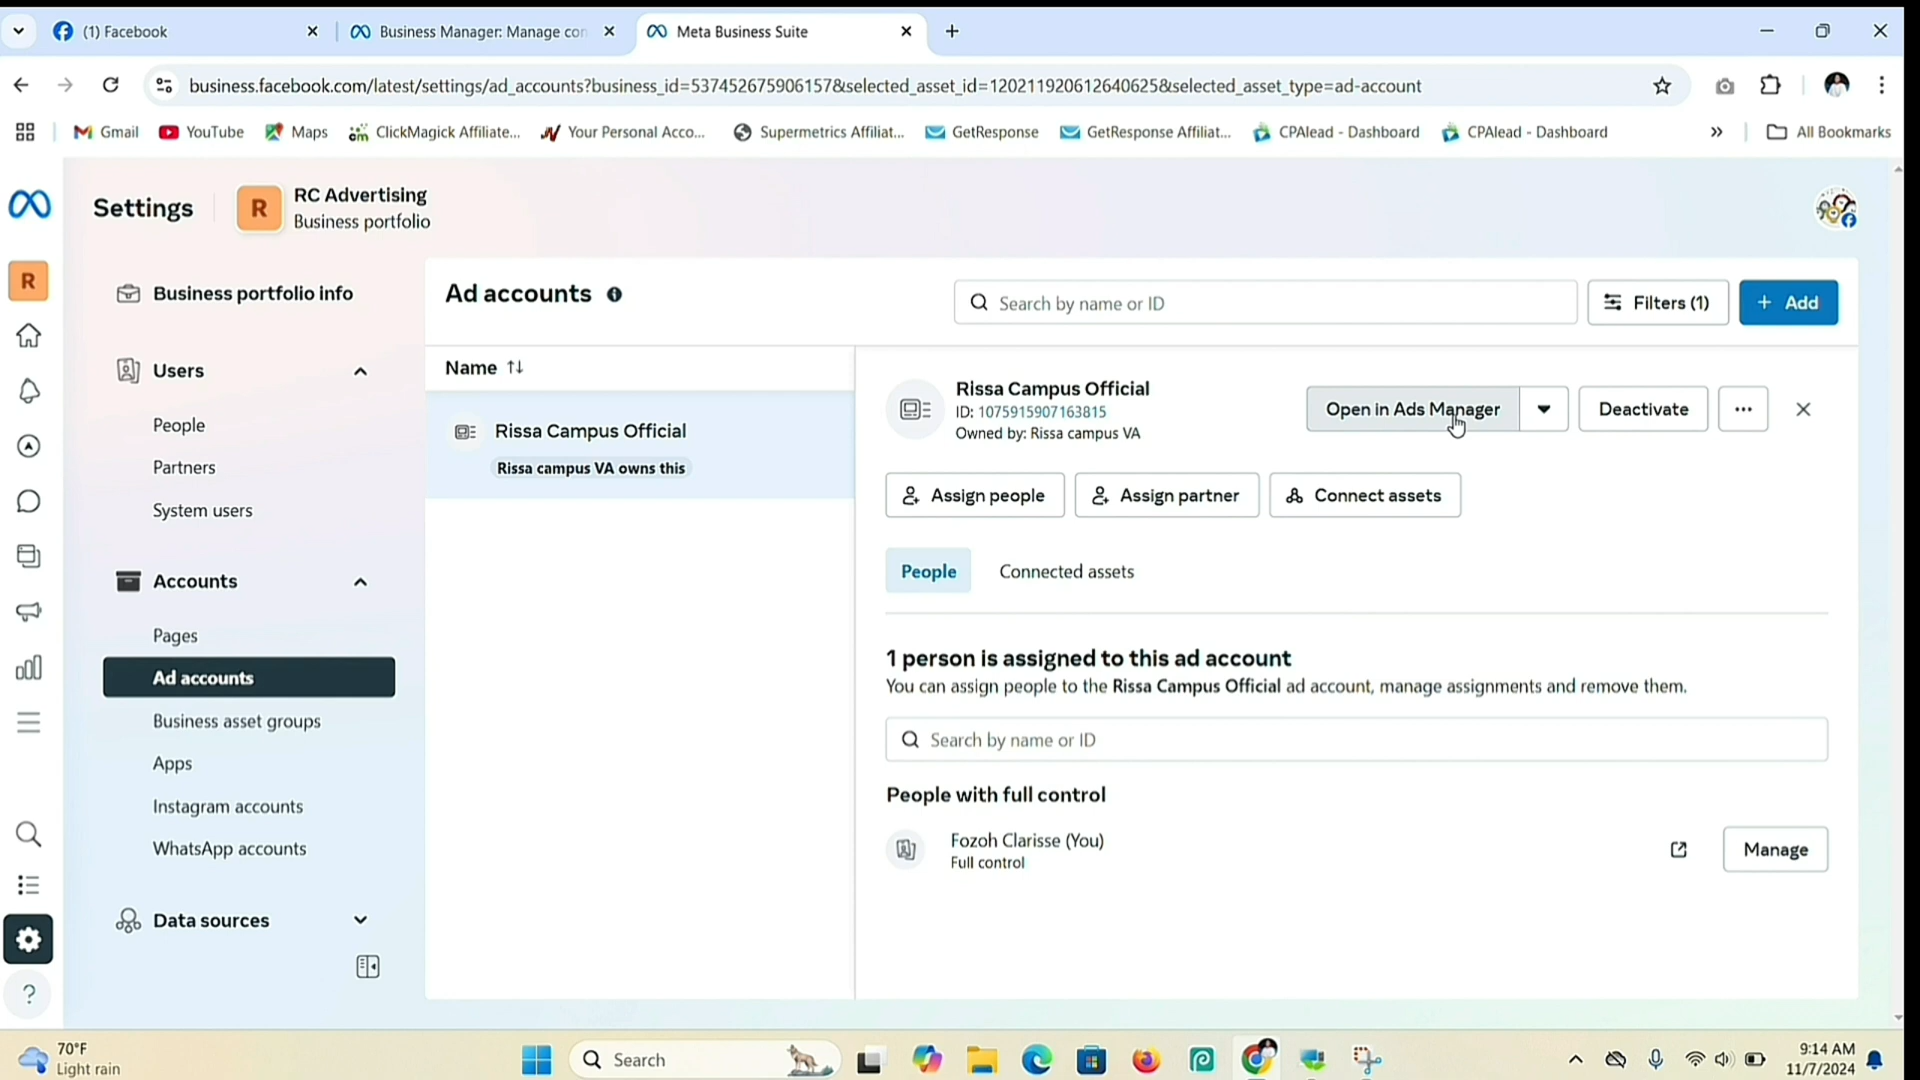 (1) Facebook
Business Manager: Manage con
Meta Business Suite
business.facebook.com/latest/settings/ad_accounts?business_id=537452675906157&selected_asset_id=120211920612640625&selected_asset_type=ad-account
Gmail YouTube Maps ClickMagick Affiliate... Your Personal Acco... Supermetrics Affiliat... GetResponse GetResponse Affiliat... CPAlead - Dashboard CPAlead - Dashboard » All Bookmarks
Settings
R
RC Advertising
Business portfolio
R
Business portfolio info
Users
People
Partners
System users
Accounts
Pages
Ad accounts
Business asset groups
Apps
Instagram accounts
WhatsApp accounts
Data sources
?
Ad accounts
Search by name or ID
Filters (1)
+ Add
Name
Rissa Campus Official
Rissa campus VA owns this
Rissa Campus Official
ID: 1075915907163815
Owned by: Rissa campus VA
Open in Ads Manager
Deactivate
...
Assign people
Assign partner
Connect assets
People
Connected assets
1 person is assigned to this ad account
You can assign people to the Rissa Campus Official ad account, manage assignments and remove them.
Search by name or ID
People with full control
Fozoh Clarisse (You)
Full control
Manage
70°F
Light rain
Search
9:14 AM
11/7/2024